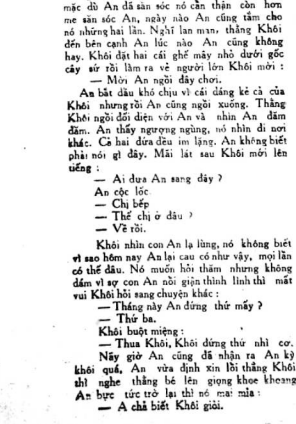 mặc dù An đã săn sóc nó cẩn thận còn hơn
mẹ săn sóc An, ngày nào An cũng tắm cho
nó những hai lần. Nghĩ lan man, thằng Khôi
đến bên cạnh An lúc nào An cũng không
hay. Khôi đặt hai cái ghế mây nhỏ dưới gốc
cây sứ rồi làm ra vẻ người lớn Khôi mời :
— Mời An ngồi đây chơi.
An bắt đầu khó chịu vì cái dáng kẻ cả của
Khôi nhưng rồi An cũng ngồi xuống. Thằng
Khôi ngồi đối diện với An và nhìn An đăm
đăm. An thấy ngượng ngùng, nó nhìn đi nơi
khác. Cả hai đứa đều im lặng. An không biết
phải nói gì đây. Mãi lát sau Khôi mới lên
tiếng :
— Ai đưa An sang đây ?
An cộc lốc
— Chị bếp
— Thế chị ở đâu ?
— Về rồi.
Khôi nhìn con An lạ lùng, nó không biết
vì sao hôm nay An lại cau có như vậy, mọi lần
có thế đâu. Nó muốn hỏi thăm nhưng không
dám vì sợ con An nổi giận thình lình thì mất
vui Khôi hỏi sang chuyện khác :
— Tháng này An đứng thứ mấy ?
— Thứ ba.
Khôi buột miệng :
— Thua Khôi, Khôi đứng thứ nhì cơ.
Nãy giờ An cũng đã nhận ra An kỳ
khôi quá, An vừa định xin lỗi thằng Khôi
thì nghe thằng bé lên giọng khoe khoang
An bực tức trở lại thì nó mai mỉa :
— A chả biết Khôi giỏi.